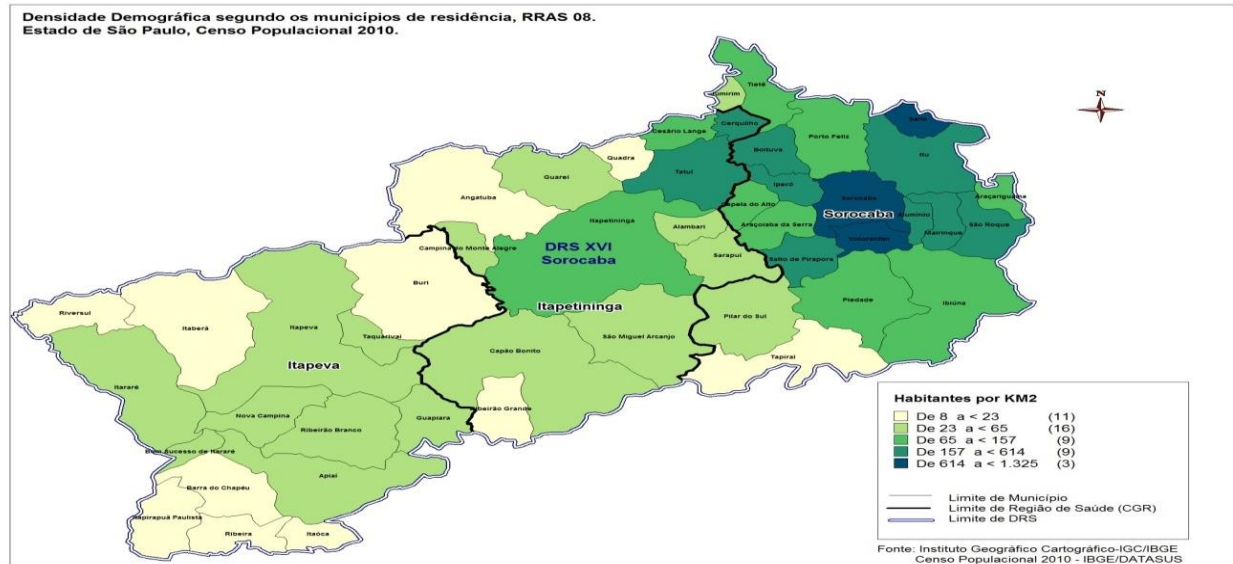 Densidade Demográfica segundo os municípios de residência, RRAS 08.
Estado de São Paulo, Censo Populacional 2010.
N
Tietê
Jumirim
Cerquilho
Cesário Lange
Porto Feliz
Salto
Quadra
Boituva
Itu
Tatuí
Guareí
Iperó
Angatuba
Araçariguama
Sorocaba
Capela do Alto
Sorocaba
Itapetininga
Araçoiaba da Serra
Alumínio
São Roque
Alambari
Mairinque
Votorantim
DRS XVI
Sorocaba
Campina do Monte Alegre
Sarapuí
Salto de Pirapora
Buri
Piedade
Ibiúna
Itapetininga
Riversul
Itaberá
Itapeva
Pilar do Sul
Taquarivaí
São Miguel Arcanjo
Capão Bonito
Tapiraí
Itapeva
Itararé
Ribeirão Grande
Nova Campina
Guapiara
Ribeirão Branco
Bom Sucesso de Itararé
Apiaí
Barra do Chapéu
Itapirapuã Paulista
Ribeira
Itaóca
Habitantes por KM2
De 8 a < 23 (11)
De 23 a < 65 (16)
De 65 a < 157 (9)
De 157 a < 614 (9)
De 614 a < 1.325 (3)
Limite de Município
Limite de Região de Saúde (CGR)
Limite de DRS
Fonte: Instituto Geográfico Cartográfico-IGC/IBGE
Censo Populacional 2010 - IBGE/DATASUS